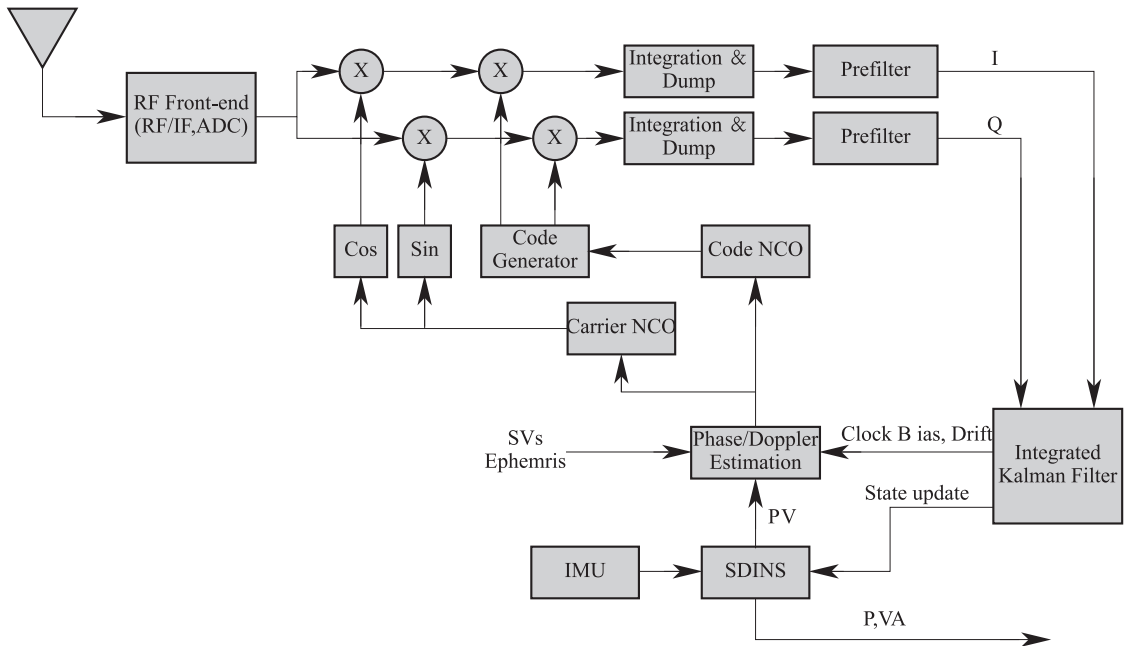 X
X
Integration &
Dump
Prefilter
I
RF Front-end
(RF/IF,ADC)
X
X
Integration &
Dump
Prefilter
Q
Cos
Sin
Code
Generator
Code NCO
Carrier NCO
SVs
Ephemris
Phase/Doppler
Estimation
Clock B ias, Drift
Integrated
Kalman Filter
State update
PV
IMU
SDINS
P,VA